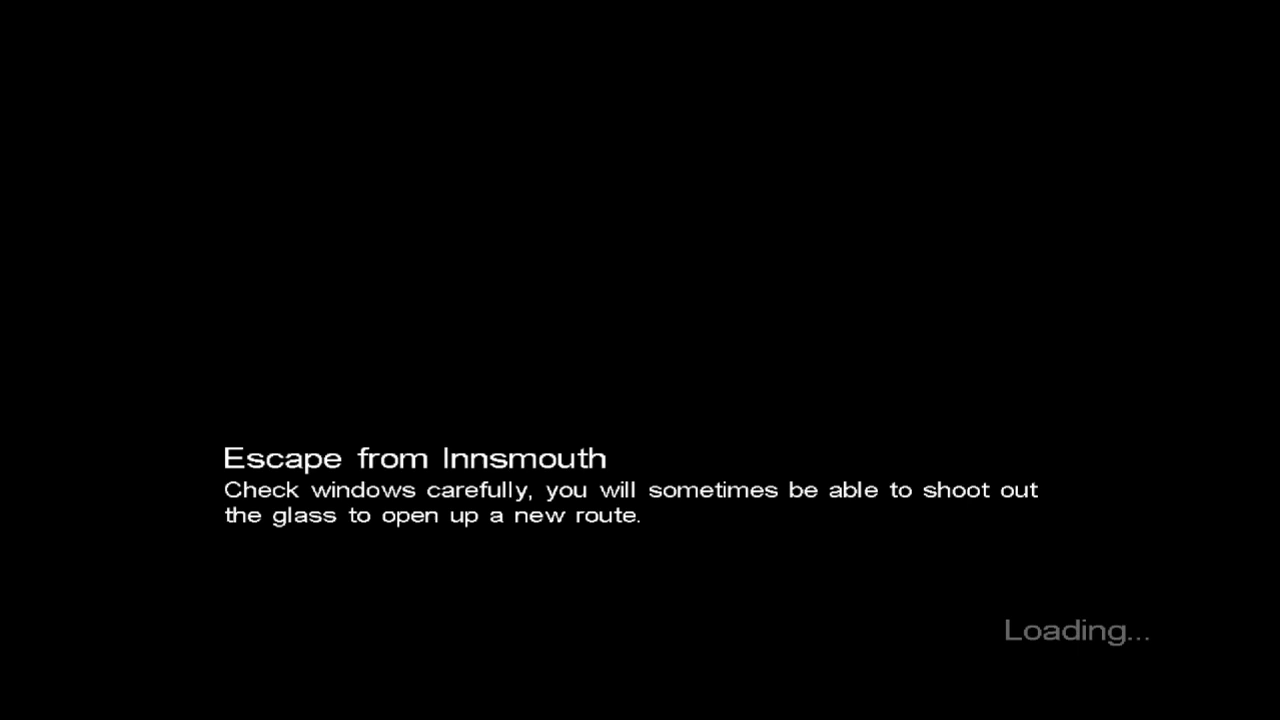 Escape from Innsmouth
Check windows carefully, you will sometimes be able to shoot out
the glass to open up a new route.
Loading...